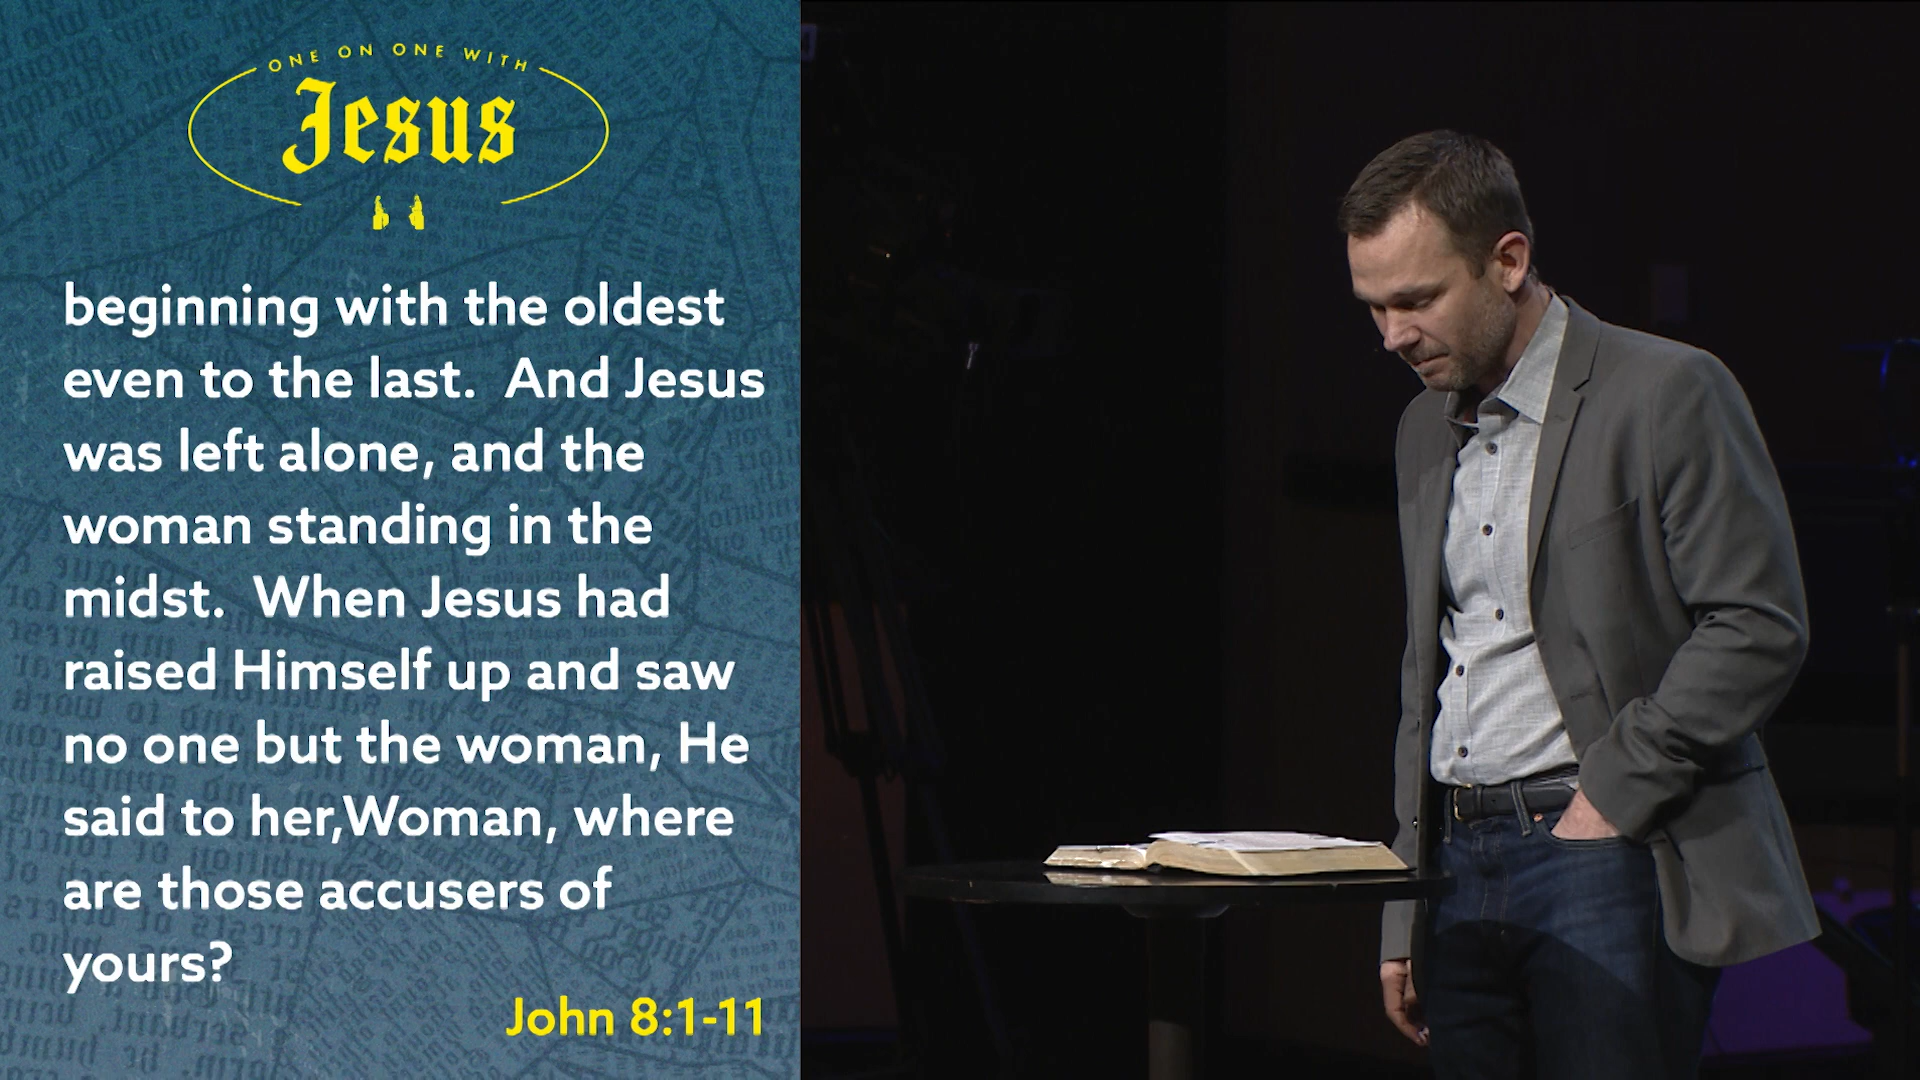 ONE ON ONE WITH
Jesus
beginning with the oldest
even to the last.  And Jesus
was left alone, and the
woman standing in the
midst.  When Jesus had
raised Himself up and saw
no one but the woman, He
said to her,Woman, where
are those accusers of
yours?
John 8:1-11